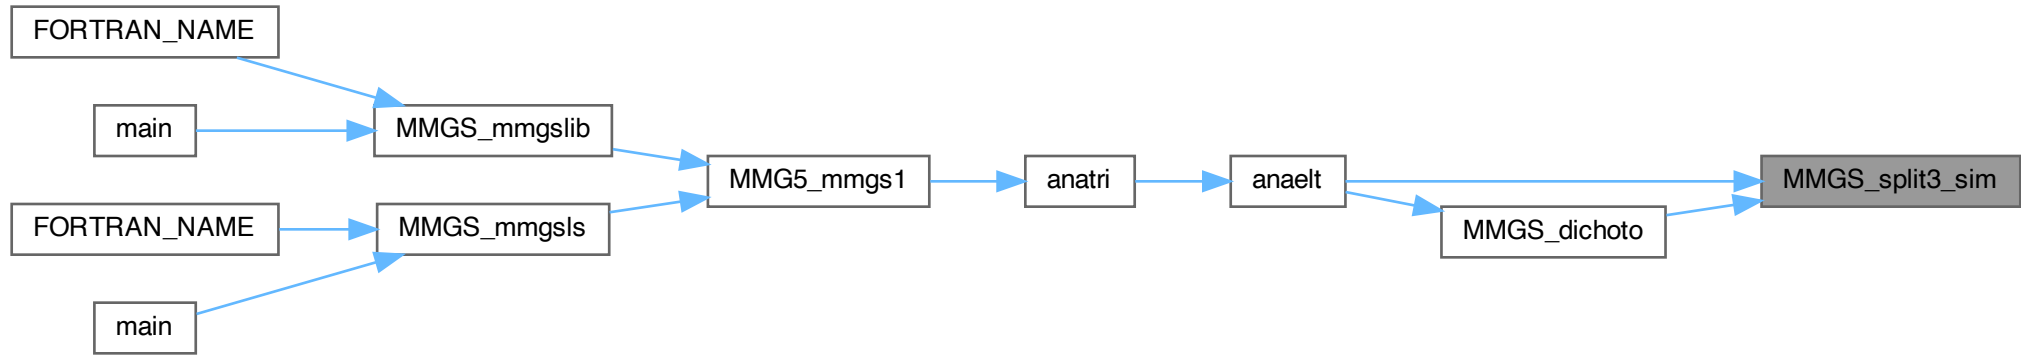 FORTRAN_NAME
main
MMGS_mmgslib
FORTRAN_NAME
MMGS_mmgsls
main
MMG5_mmgs1
anatri
anaelt
MMGS_dichoto
MMGS_split3_sim